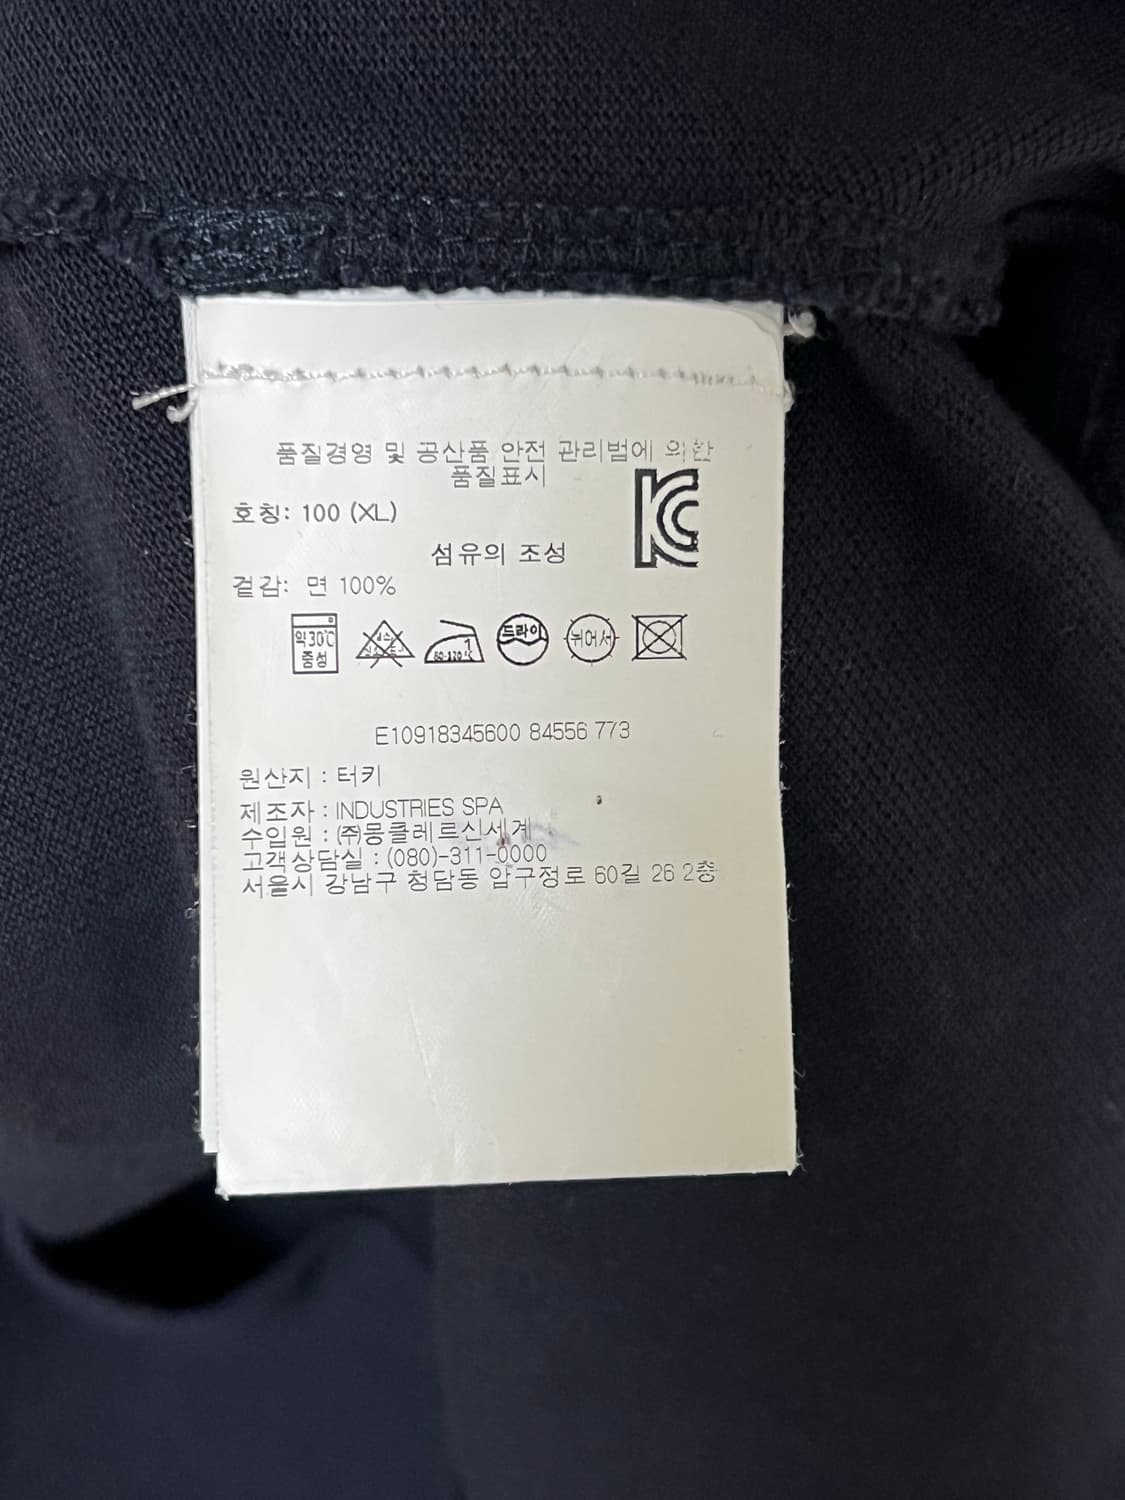 품질경영 및 공산품 안전 관리법에 의한
품질표시
KC
호칭: 100 (XL)
섬유의 조성
겉감: 면 100%
약30℃
중성
1
80-120℃
드라이
뉘어서
E10918345600 84556 773
원산지 : 터키
제조자 : INDUSTRIES SPA
수입원 : ㈜몽클레르신세계
고객상담실 : (080)-311-0000
서울시 강남구 청담동 압구정로 60길 26 2층